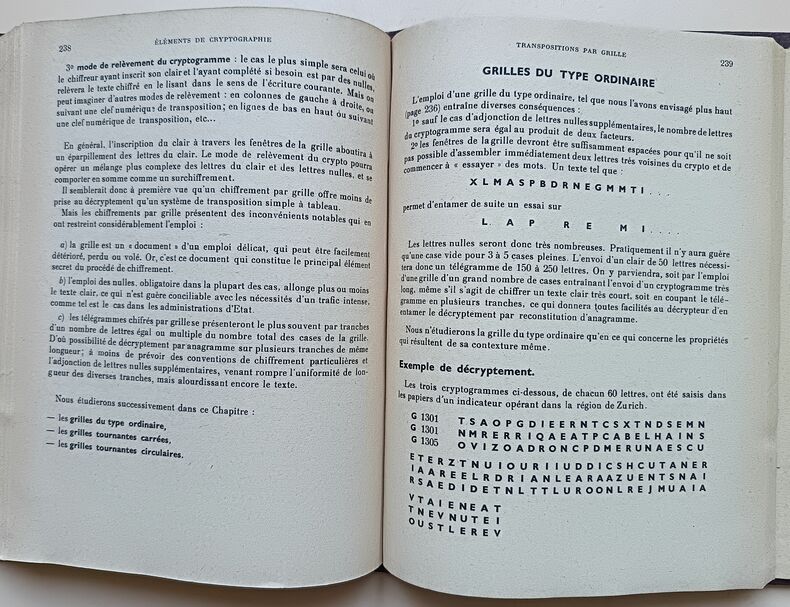 238
ÉLÉMENTS DE CRYPTOGRAPHIE
3º mode de relèvement du cryptogramme : le cas le plus simple sera celui où
le chiffreur ayant inscrit son clair et l'ayant complété si besoin est par des nulles,
relèvera le texte chiffré en le lisant dans le sens de l'écriture courante. Mais on
peut imaginer d'autres modes de relèvement : en colonnes de gauche à droite, ou
suivant une clef numérique de transposition; en lignes de bas en haut ou suivant
une clef numérique de transposition, etc...
En général, l'inscription du clair à travers les fenêtres de la grille aboutira à
un éparpillement des lettres du clair. Le mode de relèvement du crypto pourra
opérer un mélange plus complexe des lettres du clair et des lettres nulles, et se
comporter en somme comme un surchiffrement.
Il semblerait donc à première vue qu'un chiffrement par grille offre moins de
prise au décryptement qu'un système de transposition simple à tableau.
Mais les chiffrements par grille présentent des inconvénients notables qui en
ont restreint considérablement l'emploi :
a) la grille est un « document » d'un emploi délicat, qui peut être facilement
détérioré, perdu ou volé. Or, c'est ce document qui constitue le principal élément
secret du procédé de chiffrement.
b) l'emploi des nulles, obligatoire dans la plupart des cas, allonge plus ou moins
le texte clair, ce qui n'est guère conciliable avec les nécessités d'un trafic intense,
comme tel est le cas dans les administrations d'Etat.
c) les télégrammes chifrés par grille se présenteront le plus souvent par tranches
d'un nombre de lettres égal ou multiple du nombre total des cases de la grille.
D'où possibilité de décryptement par anagramme sur plusieurs tranches de même
longueur; à moins de prévoir des conventions de chiffrement particulières et
l'adjonction de lettres nulles supplémentaires, venant rompre l'uniformité de lon-
gueur des diverses tranches, mais alourdissant encore le texte.
Nous étudierons successivement dans ce Chapitre :
— les grilles du type ordinaire,
— les grilles tournantes carrées,
— les grilles tournantes circulaires.
TRANSPOSITIONS PAR GRILLE
239
GRILLES DU TYPE ORDINAIRE
L'emploi d'une grille du type ordinaire, tel que nous l'avons envisagé plus haut
(page 236) entraîne diverses conséquences :
1º sauf le cas d'adjonction de lettres nulles supplémentaires, le nombre de lettres
du cryptogramme sera égal au produit de deux facteurs.
2º les fenêtres de la grille devront être suffisamment espacées pour qu'il ne soit
pas possible d'assembler immédiatement deux lettres très voisines du crypto et de
commencer à « essayer » des mots. Un texte tel que :
X L M A S P B D R N E G M M T I . . . .
permet d'entamer de suite un essai sur
L . A P R E M I . . . .
Les lettres nulles seront donc très nombreuses. Pratiquement il n'y aura guère
qu'une case vide pour 3 à 5 cases pleines. L'envoi d'un clair de 50 lettres nécessi-
tera donc un télégramme de 150 à 250 lettres. On y parviendra, soit par l'emploi
d'une grille d'un grand nombre de cases entraînant l'envoi d'un cryptogramme très
long, même s'il s'agit de chiffrer un texte clair très court, soit en coupant le télé-
gramme en plusieurs tranches, ce qui donnera toutes facilités au décrypteur d'en
entamer le décryptement par reconstitution d'anagramme.
Nous n'étudierons la grille du type ordinaire qu'en ce qui concerne les propriétés
qui résultent de sa contexture même.
Exemple de décryptement.
Les trois cryptogrammes ci-dessous, de chacun 60 lettres, ont été saisis dans
les papiers d'un indicateur opérant dans la région de Zurich.
G 1301 T S A O P G D I E E R N T C S X T N D S E M N
G 1301 N M R E R R I Q A E A T P C A B E L H A I N S
G 1305 O V I Z O A D R O N C P D M E R U N A E S C U
E T E R Z T N U I O U R I I U D D I C S H C U T A N E R
I A A R E E L R D R I A N L E A R A A Z U E N T S N A I
R S A E D I D E T N L T T L U R O O N L R E J M U A I A
V T A I E N E A T
T N E V N U T E I
O U S T L E R E V